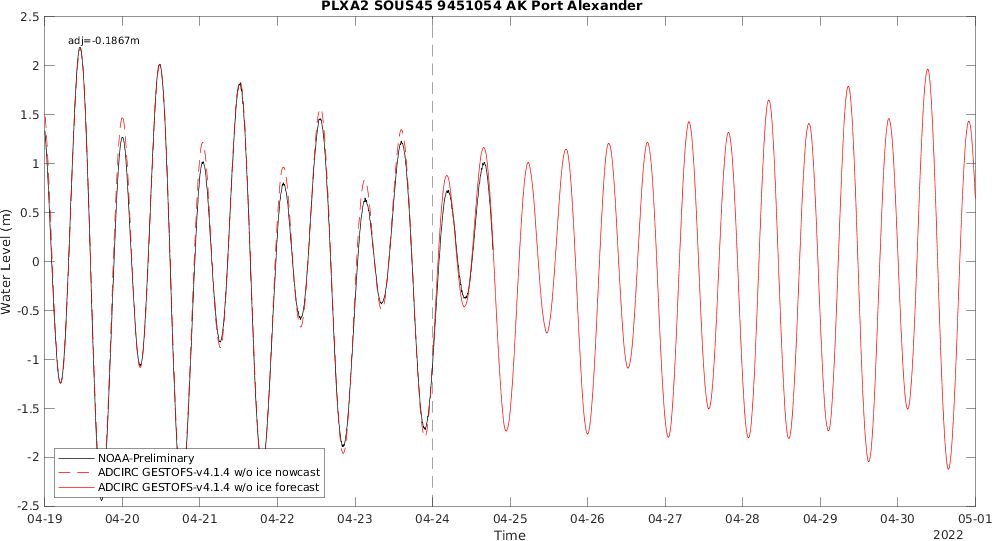 PLXA2 SOUS45 9451054 AK Port Alexander
adj=-0.1867m
Water Level (m)
2.5
2
1.5
1
0.5
0
-0.5
-1
-1.5
-2
-2.5
NOAA-Preliminary
ADCIRC GESTOFS-v4.1.4 w/o ice nowcast
ADCIRC GESTOFS-v4.1.4 w/o ice forecast
04-19 04-20 04-21 04-22 04-23 04-24 04-25 04-26 04-27 04-28 04-29 04-30 05-01
Time
2022